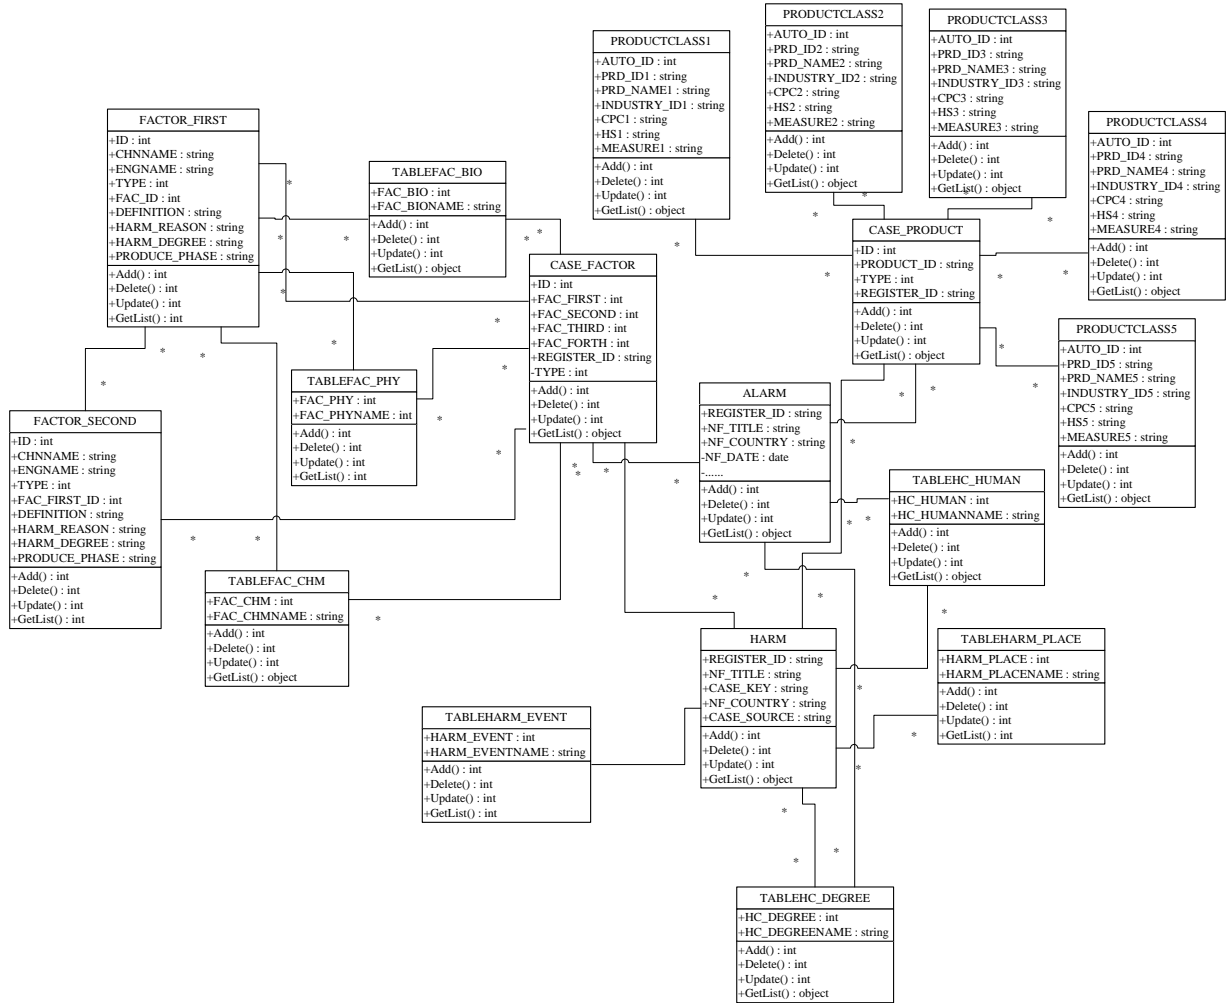 PRODUCTCLASS2
+AUTO_ID : int
+PRD_ID2 : string
+PRD_NAME2 : string
+INDUSTRY_ID2 : string
+CPC2 : string
+HS2 : string
+MEASURE2 : string
+Add() : int
+Delete() : int
+Update() : int
+GetList() : object
PRODUCTCLASS3
+AUTO_ID : int
+PRD_ID3 : string
+PRD_NAME3 : string
+INDUSTRY_ID3 : string
+CPC3 : string
+HS3 : string
+MEASURE3 : string
+Add() : int
+Delete() : int
+Update() : int
+GetList() : object
PRODUCTCLASS1
+AUTO_ID : int
+PRD_ID1 : string
+PRD_NAME1 : string
+INDUSTRY_ID1 : string
+CPC1 : string
+HS1 : string
+MEASURE1 : string
+Add() : int
+Delete() : int
+Update() : int
+GetList() : object
PRODUCTCLASS4
+AUTO_ID : int
+PRD_ID4 : string
+PRD_NAME4 : string
+INDUSTRY_ID4 : string
+CPC4 : string
+HS4 : string
+MEASURE4 : string
+Add() : int
+Delete() : int
+Update() : int
+GetList() : object
FACTOR_FIRST
+ID : int
+CHNNAME : string
+ENGNAME : string
+TYPE : int
+FAC_ID : int
+DEFINITION : string
+HARM_REASON : string
+HARM_DEGREE : string
+PRODUCE_PHASE : string
+Add() : int
+Delete() : int
+Update() : int
+GetList() : int
TABLEFAC_BIO
+FAC_BIO : int
+FAC_BIONAME : string
+Add() : int
+Delete() : int
+Update() : int
+GetList() : object
CASE_PRODUCT
+ID : int
+PRODUCT_ID : string
+TYPE : int
+REGISTER_ID : string
+Add() : int
+Delete() : int
+Update() : int
+GetList() : object
CASE_FACTOR
+ID : int
+FAC_FIRST : int
+FAC_SECOND : int
+FAC_THIRD : int
+FAC_FORTH : int
+REGISTER_ID : string
-TYPE : int
+Add() : int
+Delete() : int
+Update() : int
+GetList() : object
PRODUCTCLASS5
+AUTO_ID : int
+PRD_ID5 : string
+PRD_NAME5 : string
+INDUSTRY_ID5 : string
+CPC5 : string
+HS5 : string
+MEASURE5 : string
+Add() : int
+Delete() : int
+Update() : int
+GetList() : object
TABLEFAC_PHY
+FAC_PHY : int
+FAC_PHYNAME : int
+Add() : int
+Delete() : int
+Update() : int
+GetList() : int
ALARM
+REGISTER_ID : string
+NF_TITLE : string
+NF_COUNTRY : string
-NF_DATE : date
-......
+Add() : int
+Delete() : int
+Update() : int
+GetList() : object
FACTOR_SECOND
+ID : int
+CHNNAME : string
+ENGNAME : string
+TYPE : int
+FAC_FIRST_ID : int
+DEFINITION : string
+HARM_REASON : string
+HARM_DEGREE : string
+PRODUCE_PHASE : string
+Add() : int
+Delete() : int
+Update() : int
+GetList() : int
TABLEHC_HUMAN
+HC_HUMAN : int
+HC_HUMANNAME : string
+Add() : int
+Delete() : int
+Update() : int
+GetList() : object
TABLEFAC_CHM
+FAC_CHM : int
+FAC_CHMNAME : string
+Add() : int
+Delete() : int
+Update() : int
+GetList() : object
HARM
+REGISTER_ID : string
+NF_TITLE : string
+CASE_KEY : string
+NF_COUNTRY : string
+CASE_SOURCE : string
+Add() : int
+Delete() : int
+Update() : int
+GetList() : object
TABLEHARM_PLACE
+HARM_PLACE : int
+HARM_PLACENAME : string
+Add() : int
+Delete() : int
+Update() : int
+GetList() : int
TABLEHARM_EVENT
+HARM_EVENT : int
+HARM_EVENTNAME : string
+Add() : int
+Delete() : int
+Update() : int
+GetList() : int
TABLEHC_DEGREE
+HC_DEGREE : int
+HC_DEGREENAME : string
+Add() : int
+Delete() : int
+Update() : int
+GetList() : object